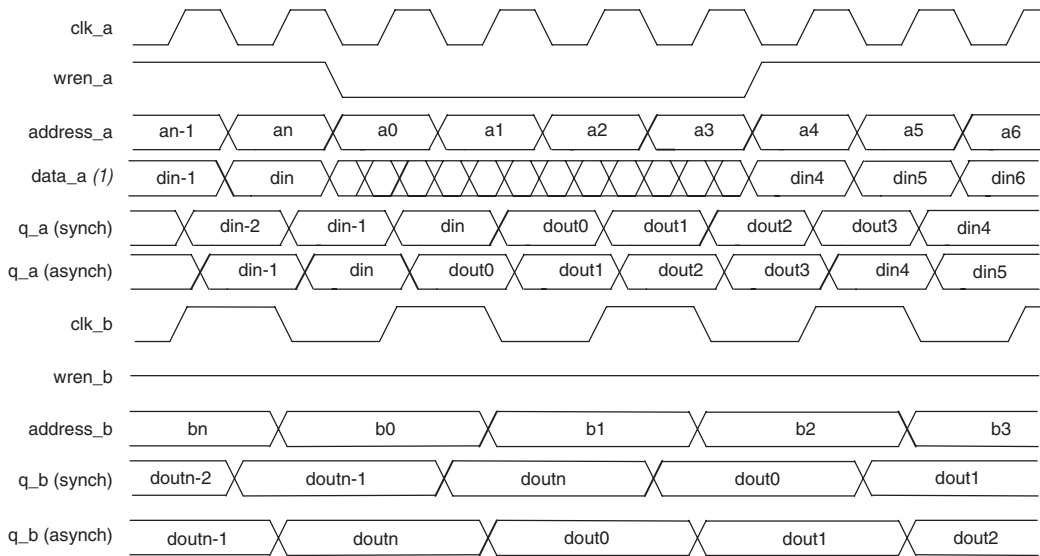 clk_a
wren_a
address_a an-1 an a0 a1 a2 a3 a4 a5 a6
data_a (1) din-1 din din4 din5 din6
q_a (synch) din-2 din-1 din dout0 dout1 dout2 dout3 din4
q_a (asynch) din-1 din dout0 dout1 dout2 dout3 din4 din5
clk_b
wren_b
address_b bn b0 b1 b2 b3
q_b (synch) doutn-2 doutn-1 doutn dout0 dout1
q_b (asynch) doutn-1 doutn dout0 dout1 dout2